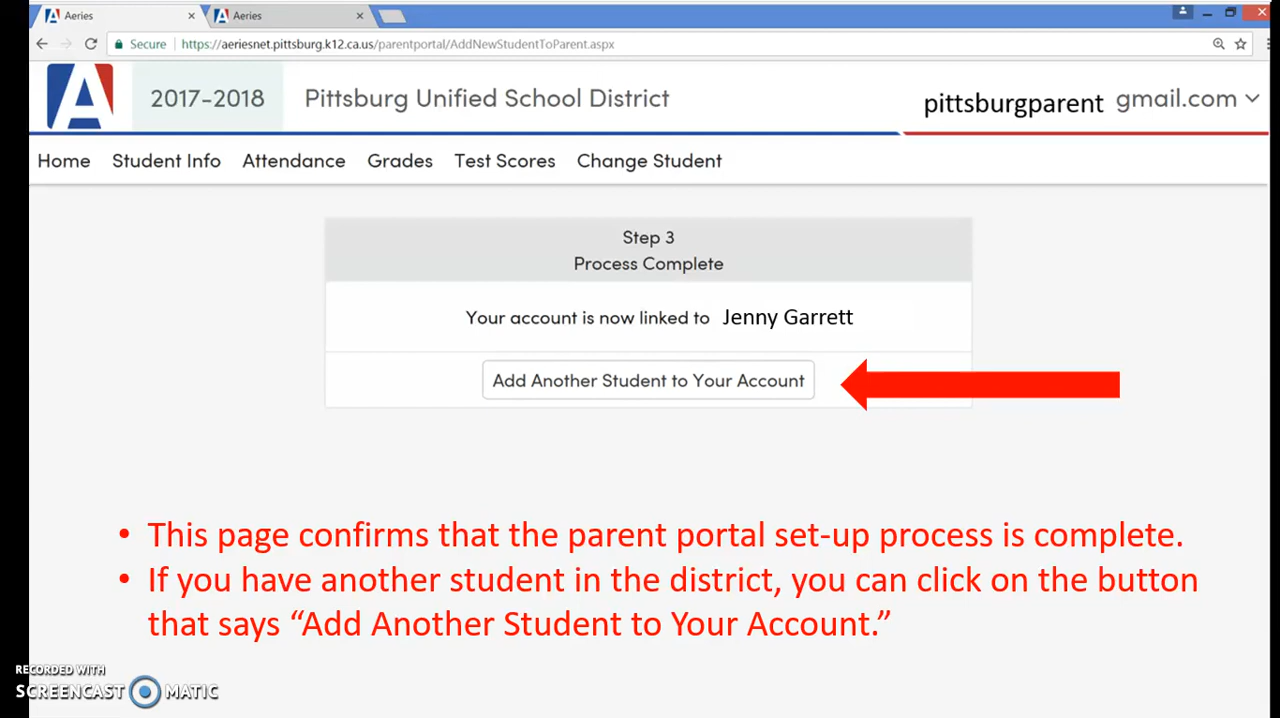 Aeries
Aeries
Secure https://aeriesnet.pittsburg.k12.ca.us/parentportal/AddNewStudentToParent.aspx
2017-2018 Pittsburg Unified School District pittsburgparent gmail.com
Home Student Info Attendance Grades Test Scores Change Student
Step 3
Process Complete
Your account is now linked to Jenny Garrett
Add Another Student to Your Account
• This page confirms that the parent portal set-up process is complete.
• If you have another student in the district, you can click on the button
that says “Add Another Student to Your Account.”
RECORDED WITH
SCREENCAST MATIC